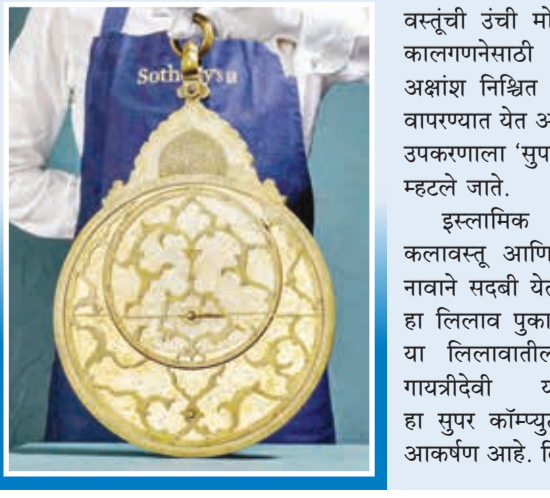 Sotheby's
वस्तूंची उंची मो
कालगणनेसाठी
अक्षांश निश्चित
वापरण्यात येत अ
उपकरणाला ‘सुप
म्हटले जाते.
इस्लामिक
कलावस्तू आणि
नावाने सदबी येत
हा लिलाव पुका
या लिलावातील
गायत्रीदेवी य
हा सुपर कॉम्प्यु
आकर्षण आहे. वि